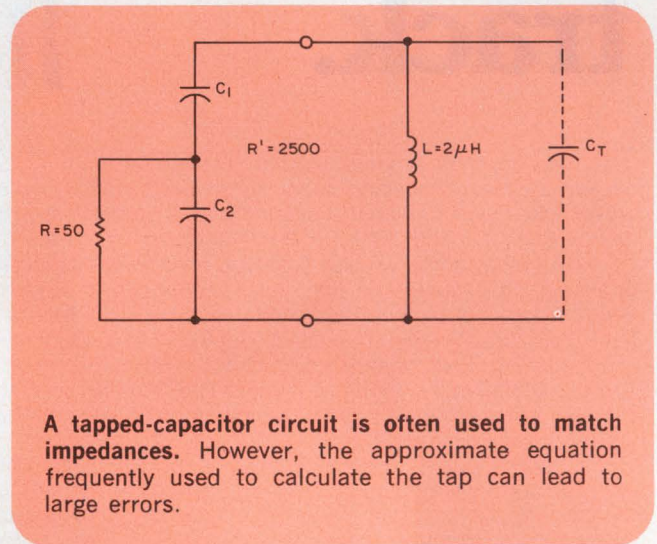 C1
R' = 2500
L=2μH
CT
C2
R=50
A tapped-capacitor circuit is often used to match
impedances. However, the approximate equation
frequently used to calculate the tap can lead to
large errors.